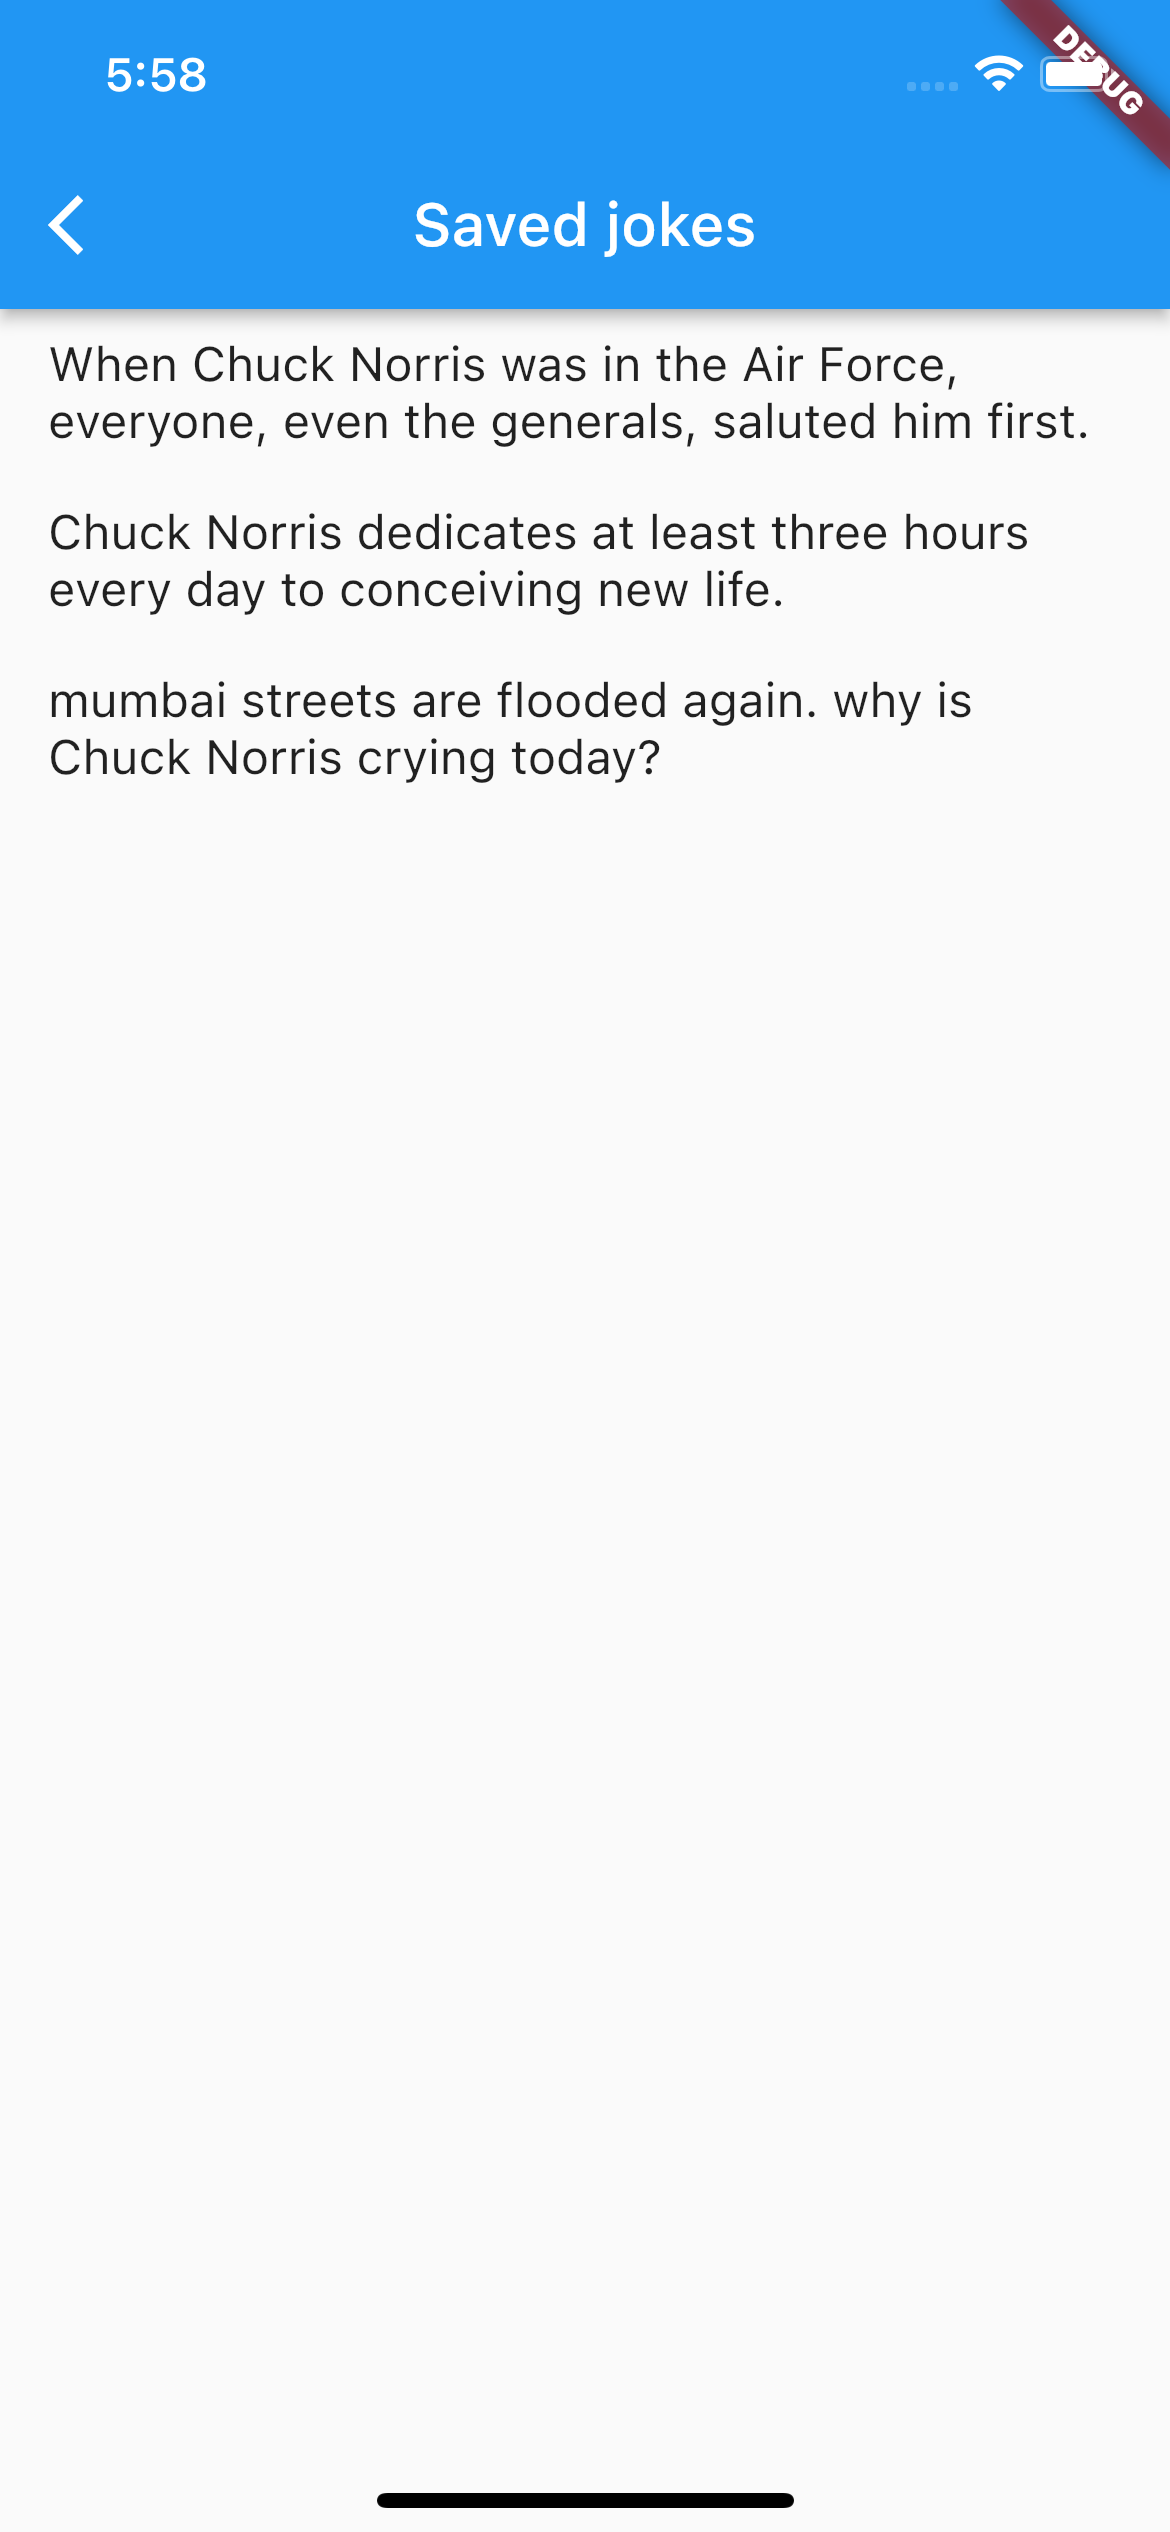 5:58
DEBUG
Saved jokes
When Chuck Norris was in the Air Force,
everyone, even the generals, saluted him first.
Chuck Norris dedicates at least three hours
every day to conceiving new life.
mumbai streets are flooded again. why is
Chuck Norris crying today?